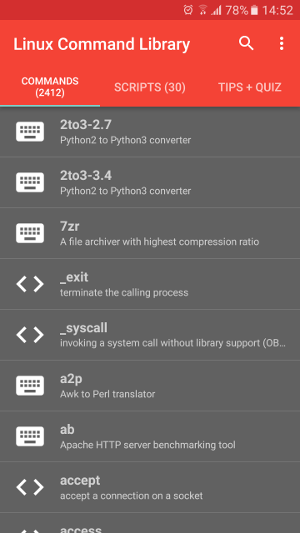 78% 14:52
Linux Command Library
COMMANDS
(2412)
SCRIPTS (30)
TIPS + QUIZ
2to3-2.7
Python2 to Python3 converter
2to3-3.4
Python2 to Python3 converter
7zr
A file archiver with highest compression ratio
_exit
terminate the calling process
_syscall
invoking a system call without library support (OB...
a2p
Awk to Perl translator
ab
Apache HTTP server benchmarking tool
accept
accept a connection on a socket
access